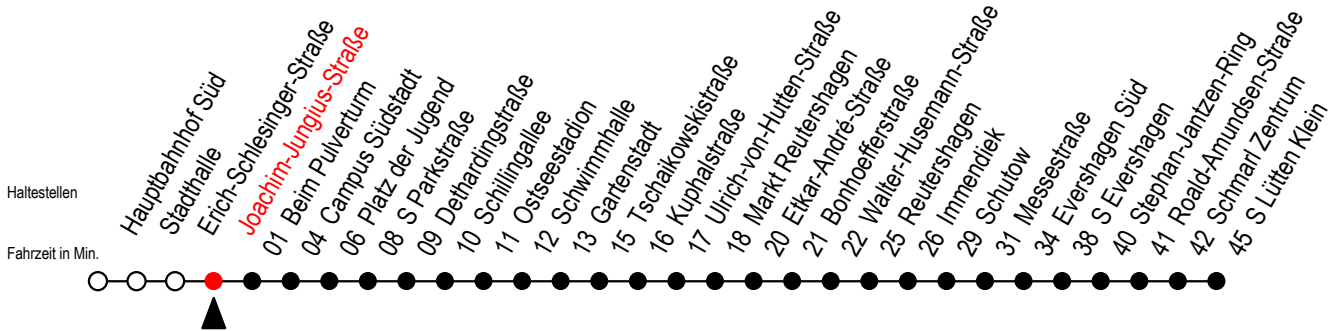 Haltestellen
Fahrzeit in Min.
Hauptbahnhof Süd
Stadthalle
Erich-Schlesinger-Straße
Joachim-Jungius-Straße
01 Beim Pulverturm
04 Campus Südstadt
06 Platz der Jugend
08 S Parkstraße
09 Dethardingstraße
10 Schillingallee
11 Ostseestadion
12 Schwimmhalle
13 Gartenstadt
15 Tschaikowskistraße
16 Kuphalstraße
17 Ulrich-von-Hutten-Straße
18 Markt Reutershagen
20 Etkar-André-Straße
21 Bonhoefferstraße
22 Walter-Husemann-Straße
25 Reutershagen
26 Immendiek
29 Schutow
31 Messestraße
34 Evershagen Süd
38 S Evershagen
40 Stephan-Jantzen-Ring
41 Roald-Amundsen-Straße
42 Schmarl Zentrum
45 S Lütten Klein